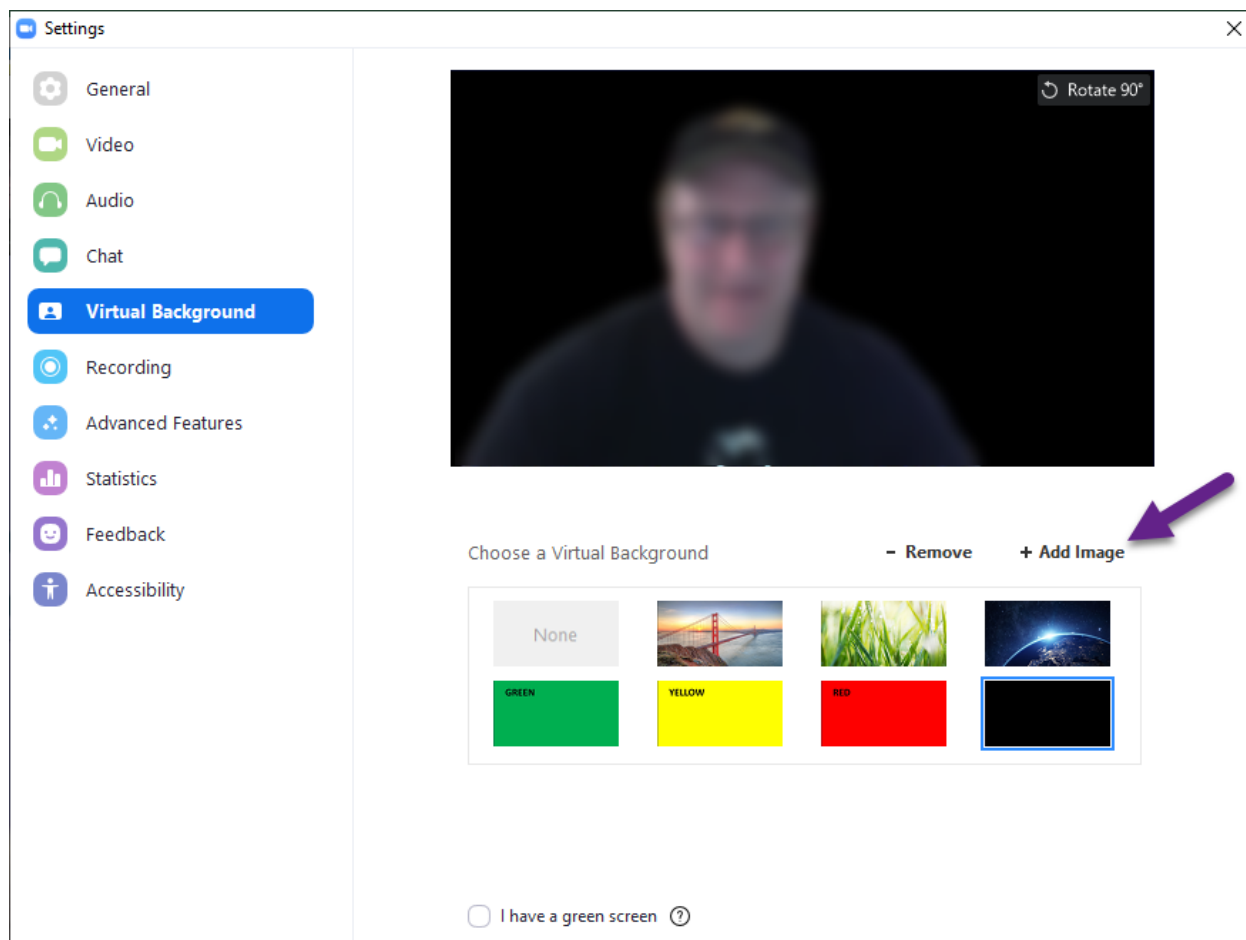 Settings
General
Video
Audio
Chat
Virtual Background
Recording
Advanced Features
Statistics
Feedback
Accessibility
Rotate 90°
Choose a Virtual Background
- Remove
+ Add Image
None
GREEN
YELLOW
RED
I have a green screen ?